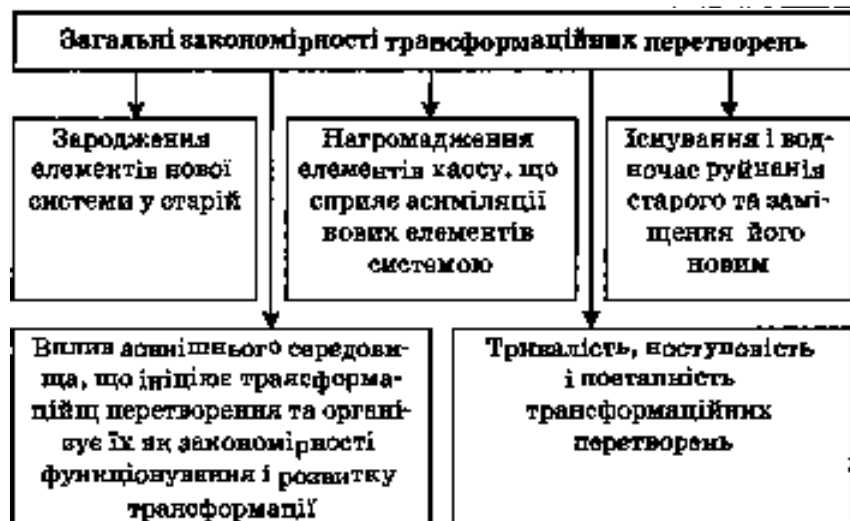 Загальні закономірності трансформаційних перетворень
Зародження
елементів нової
системи у старій
Нагромадження
елементів хаосу, що
сприяє асиміляції
нових елементів
системою
Існування і вод-
ночас руйнанія
старого та замі-
щення його
новим
Вплив зовнішнього середови-
ща, що ініціює трансформа-
ційні перетворення та органі-
зує їх як закономірності
функціонування і розвитку
трансформації
Тривалість, поступовість
і поетапність
трансформаційних
перетворень